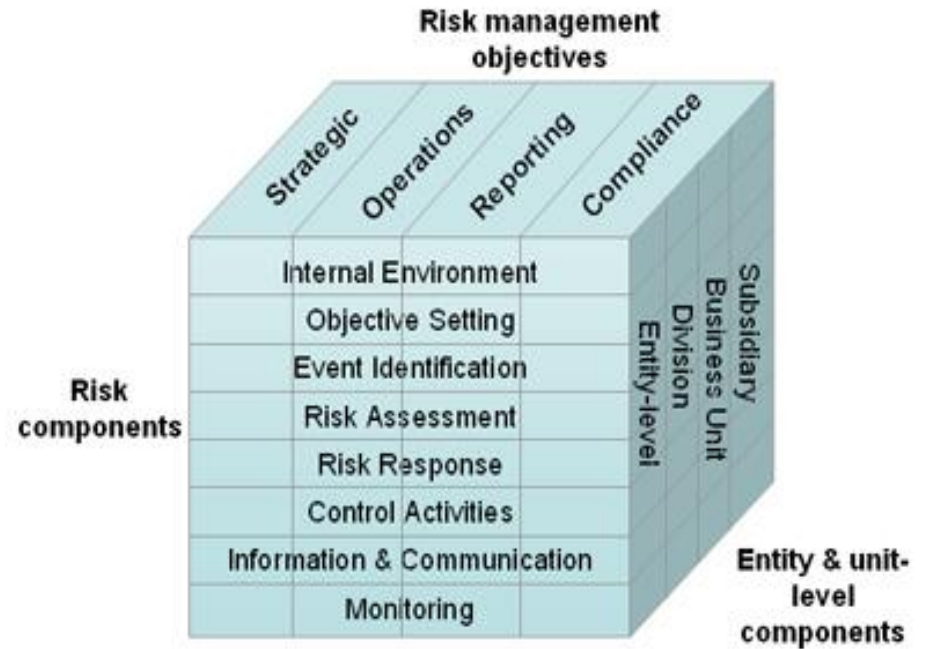 Risk management
objectives
Strategic
Operations
Reporting
Compliance
Internal Environment
Objective Setting
Event Identification
Risk Assessment
Risk Response
Control Activities
Information & Communication
Monitoring
Risk
components
Entity-level
Division
Business Unit
Subsidiary
Entity & unit-
level
components